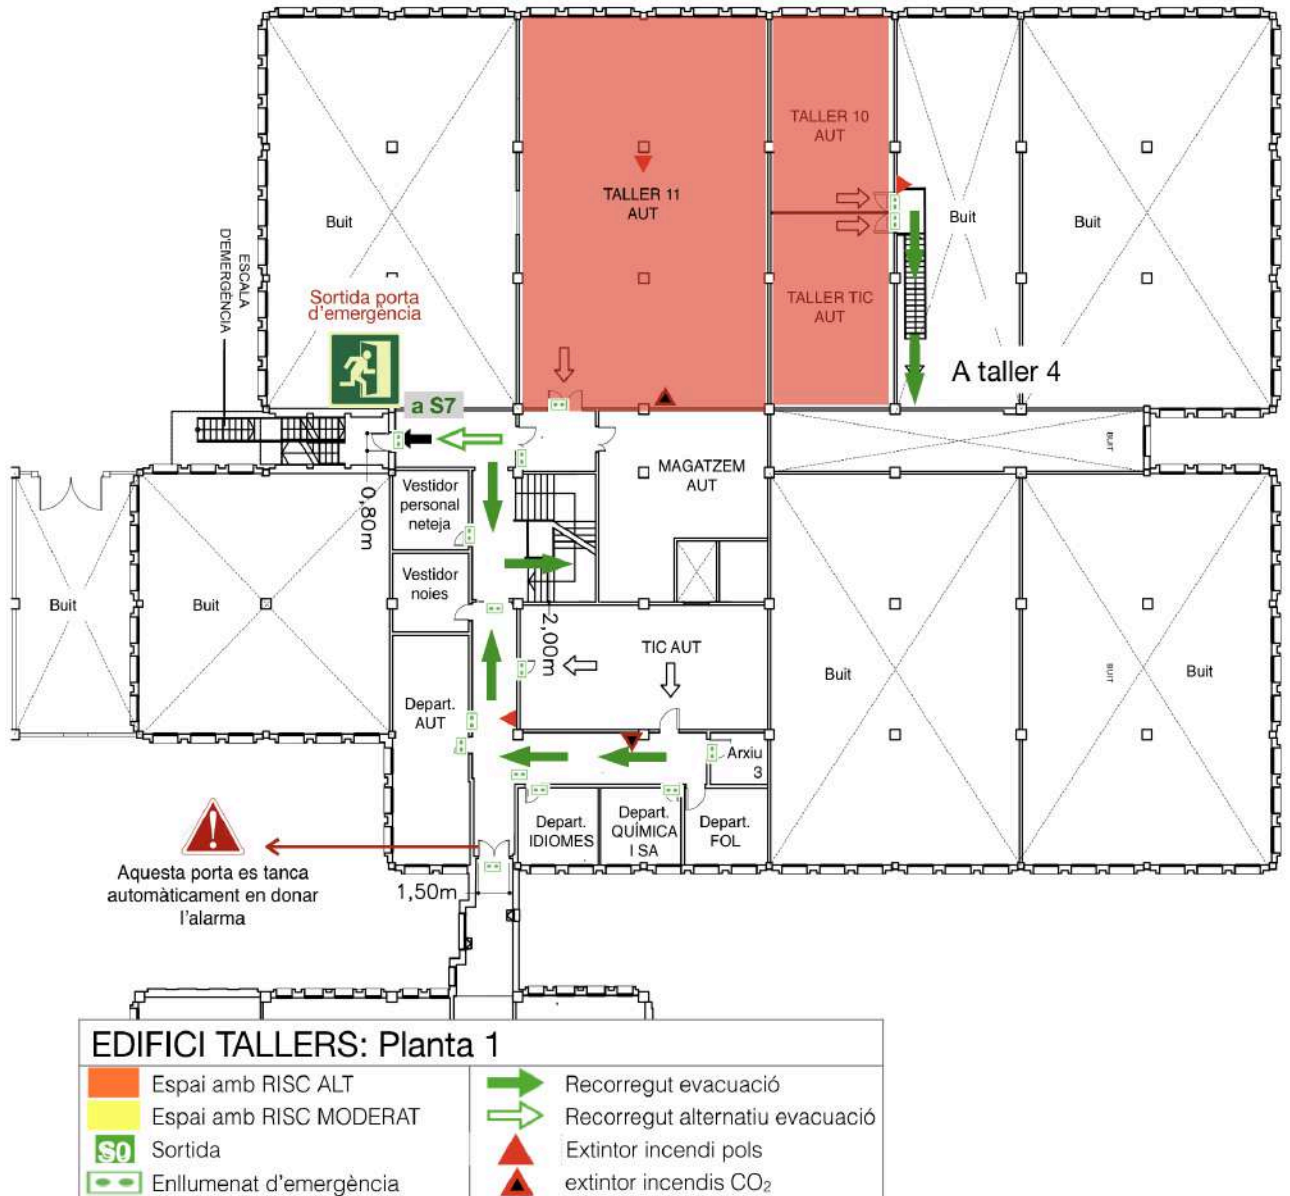 TALLER 10
AUT
TALLER 11
AUT
Buit
Buit
Buit
ESCALA
D'EMERGÈNCIA
Sortida porta
d'emergència
TALLER TIC
AUT
A taller 4
a S7
BUIT
MAGATZEM
AUT
Vestidor
personal
neteja
0,80m
Vestidor
noies
Buit
Buit
2,00m
TIC AUT
Buit
BUIT
Buit
Depart.
AUT
Arxiu
3
Depart.
IDIOMES
Depart.
QUÍMICA
I SA
Depart.
FOL
Aquesta porta es tanca
automàticament en donar
l'alarma
1,50m
EDIFICI TALLERS: Planta 1
Espai amb RISC ALT
Espai amb RISC MODERAT
S0 Sortida
Enllumenat d'emergència
Recorregut evacuació
Recorregut alternatiu evacuació
Extintor incendi pols
extintor incendis CO₂